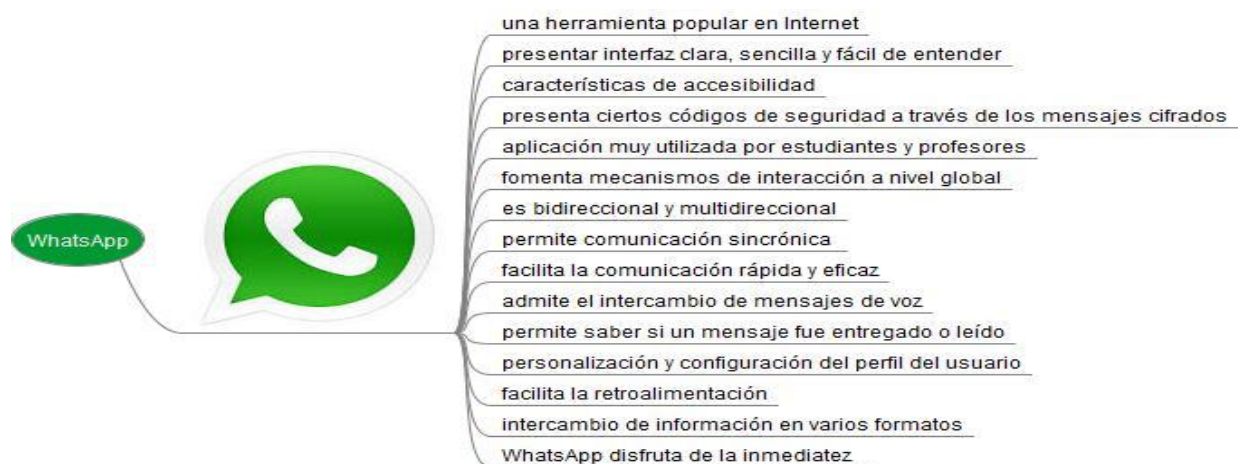 WhatsApp
una herramienta popular en Internet
presentar interfaz clara, sencilla y fácil de entender
características de accesibilidad
presenta ciertos códigos de seguridad a través de los mensajes cifrados
aplicación muy utilizada por estudiantes y profesores
fomenta mecanismos de interacción a nivel global
es bidireccional y multidireccional
permite comunicación sincrónica
facilita la comunicación rápida y eficaz
admite el intercambio de mensajes de voz
permite saber si un mensaje fue entregado o leído
personalización y configuración del perfil del usuario
facilita la retroalimentación
intercambio de información en varios formatos
WhatsApp disfruta de la inmediatez